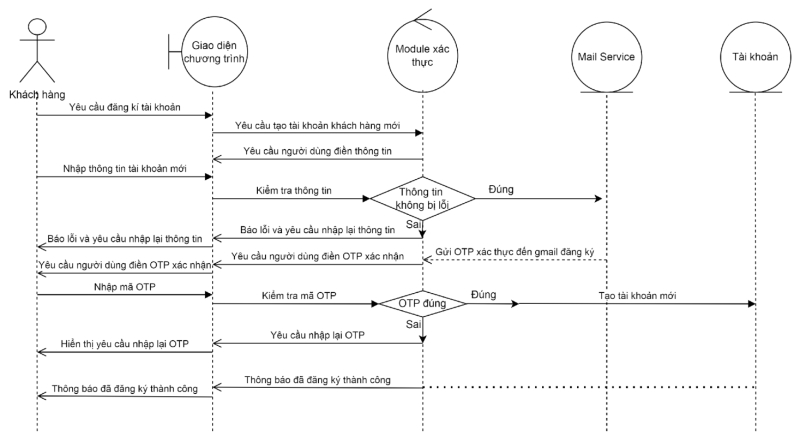 Giao diện
chương trình
Module xác
thực
Mail Service
Tài khoản
Khách hàng
Yêu cầu đăng kí tài khoản
Yêu cầu tạo tài khoản khách hàng mới
Yêu cầu người dùng điền thông tin
Nhập thông tin tài khoản mới
Kiểm tra thông tin
Thông tin
không bị lỗi
Đúng
Sai
Báo lỗi và yêu cầu nhập lại thông tin
Báo lỗi và yêu cầu nhập lại thông tin
Gửi OTP xác thực đến gmail đăng ký
Yêu cầu người dùng điền OTP xác nhận
Yêu cầu người dùng điền OTP xác nhận
Nhập mã OTP
Kiểm tra mã OTP
OTP đúng
Đúng
Tạo tài khoản mới
Sai
Yêu cầu nhập lại OTP
Hiển thị yêu cầu nhập lại OTP
Thông báo đã đăng ký thành công
Thông báo đã đăng ký thành công